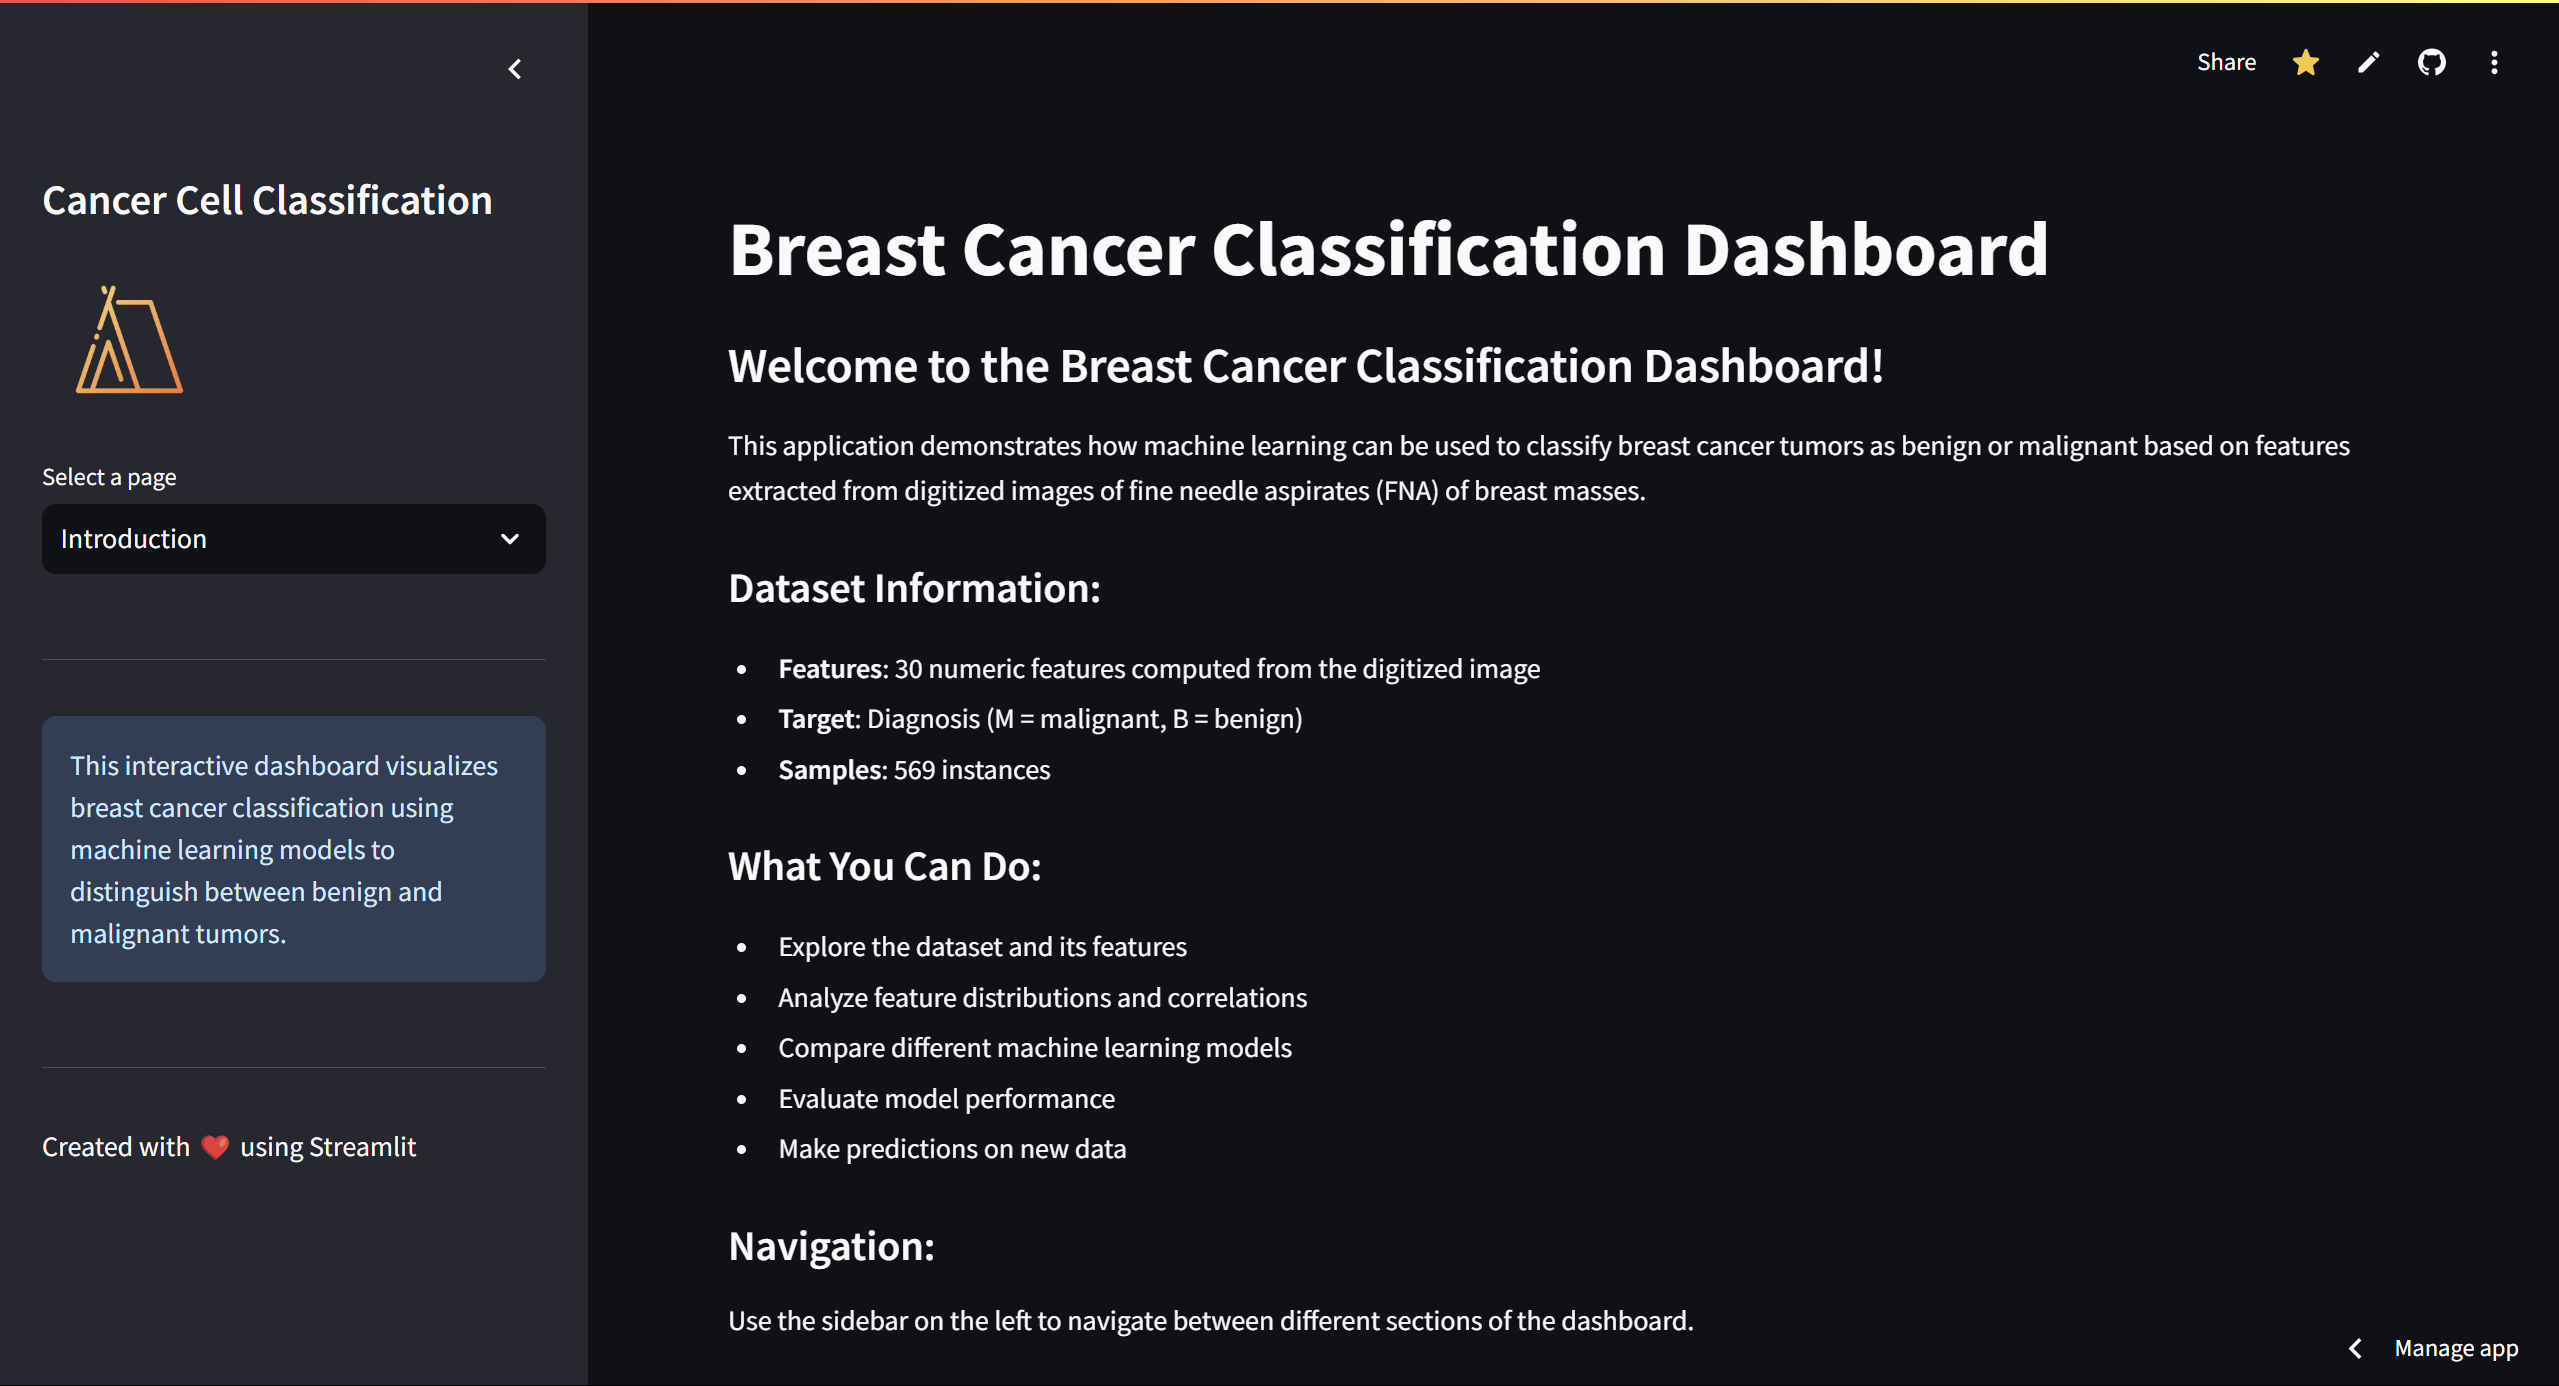 Share
Cancer Cell Classification
Select a page
Introduction
This interactive dashboard visualizes
breast cancer classification using
machine learning models to
distinguish between benign and
malignant tumors.
Created with ❤️ using Streamlit
Breast Cancer Classification Dashboard
Welcome to the Breast Cancer Classification Dashboard!
This application demonstrates how machine learning can be used to classify breast cancer tumors as benign or malignant based on features
extracted from digitized images of fine needle aspirates (FNA) of breast masses.
Dataset Information:
• Features: 30 numeric features computed from the digitized image
• Target: Diagnosis (M = malignant, B = benign)
• Samples: 569 instances
What You Can Do:
• Explore the dataset and its features
• Analyze feature distributions and correlations
• Compare different machine learning models
• Evaluate model performance
• Make predictions on new data
Navigation:
Use the sidebar on the left to navigate between different sections of the dashboard.
Manage app